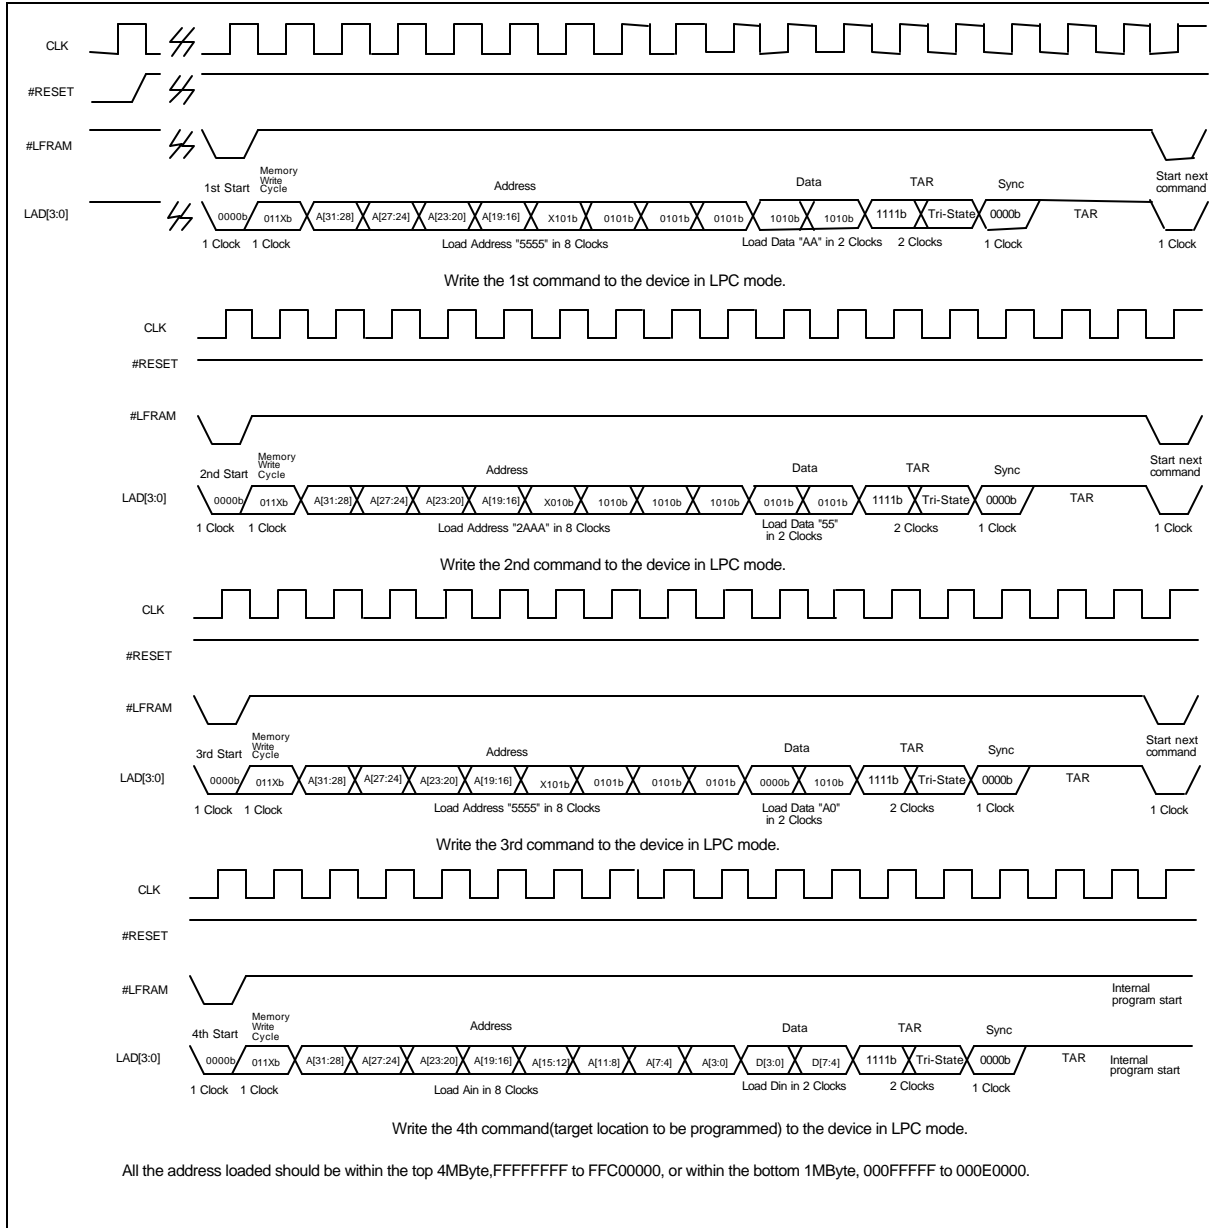 CLK
#RESET
#LFRAM
1st Start
Memory
Write
Cycle
Address
Data
TAR
Sync
Start next
command
LAD[3:0]
0000b 011Xb A[31:28] A[27:24] A[23:20] A[19:16] X101b 0101b 0101b 0101b 1010b 1010b 1111b Tri-State 0000b TAR
1 Clock 1 Clock Load Address "5555" in 8 Clocks Load Data "AA" in 2 Clocks 2 Clocks 1 Clock 1 Clock
Write the 1st command to the device in LPC mode.
CLK
#RESET
#LFRAM
2nd Start
Memory
Write
Cycle
Address
Data
TAR
Sync
Start next
command
LAD[3:0]
0000b 011Xb A[31:28] A[27:24] A[23:20] A[19:16] X010b 1010b 1010b 1010b 0101b 0101b 1111b Tri-State 0000b TAR
1 Clock 1 Clock Load Address "2AAA" in 8 Clocks
Load Data "55"
in 2 Clocks
2 Clocks 1 Clock 1 Clock
Write the 2nd command to the device in LPC mode.
CLK
#RESET
#LFRAM
3rd Start
Memory
Write
Cycle
Address
Data
TAR
Sync
Start next
command
LAD[3:0]
0000b 011Xb A[31:28] A[27:24] A[23:20] A[19:16] X101b 0101b 0101b 0101b 0000b 1010b 1111b Tri-State 0000b TAR
1 Clock 1 Clock Load Address "5555" in 8 Clocks
Load Data "A0"
in 2 Clocks
2 Clocks 1 Clock 1 Clock
Write the 3rd command to the device in LPC mode.
CLK
#RESET
#LFRAM
Internal
program start
4th Start
Memory
Write
Cycle
Address
Data
TAR
Sync
LAD[3:0]
0000b 011Xb A[31:28] A[27:24] A[23:20] A[19:16] A[15:12] A[11:8] A[7:4] A[3:0] D[3:0] D[7:4] 1111b Tri-State 0000b TAR
Internal
program start
1 Clock 1 Clock Load Ain in 8 Clocks Load Din in 2 Clocks 2 Clocks 1 Clock
Write the 4th command(target location to be programmed) to the device in LPC mode.
All the address loaded should be within the top 4MByte,FFFFFFFF to FFC00000, or within the bottom 1MByte, 000FFFFF to 000E0000.